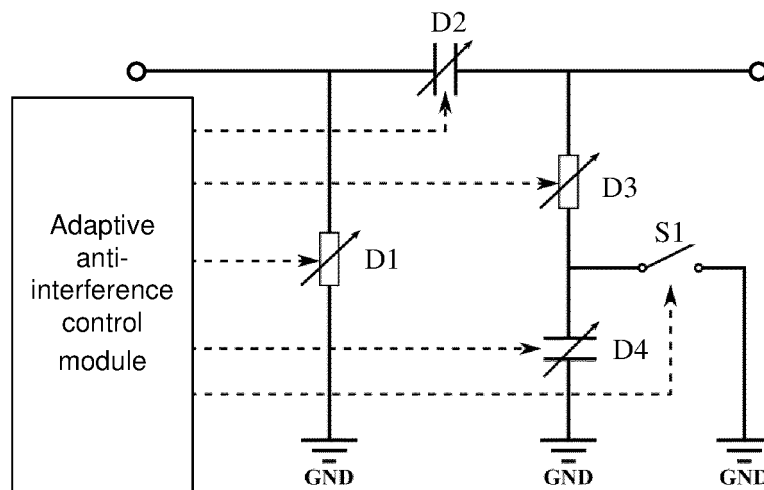 D2
D3
S1
Adaptive
anti-
interference
control
module
D1
D4
GND
GND
GND